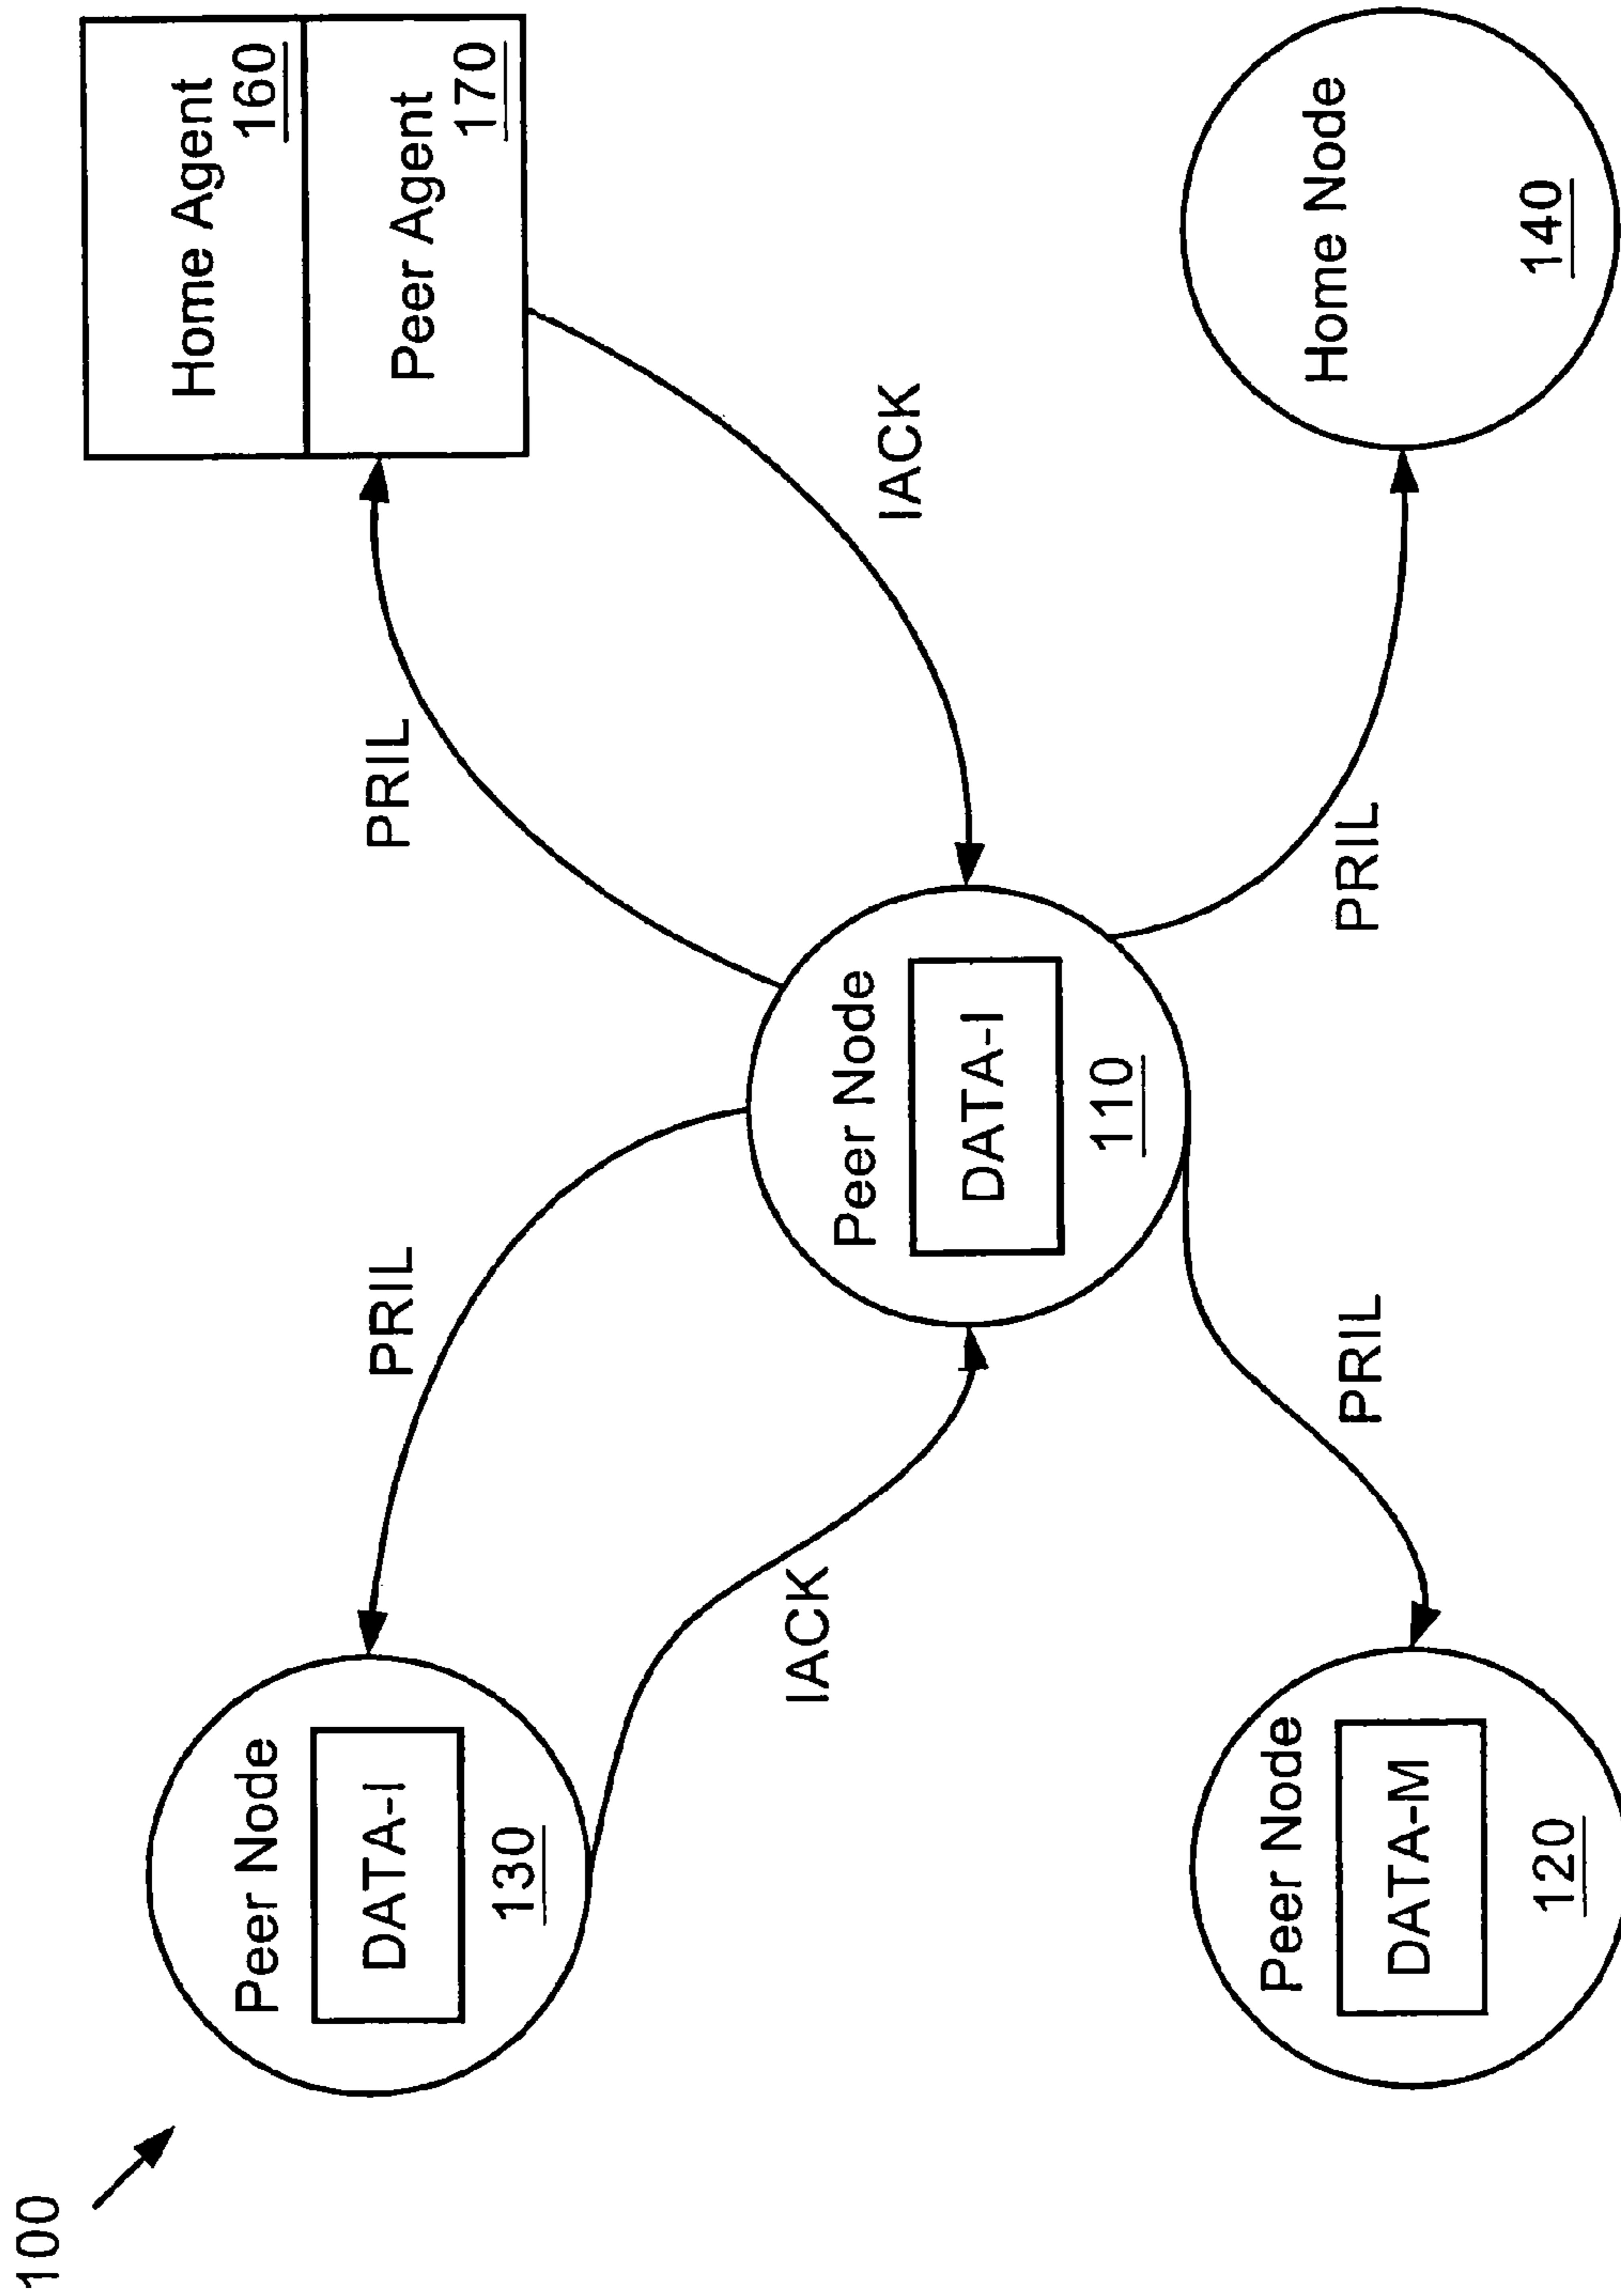 100
Peer Node
DATA-I
130
PRIL
IACK
PRIL
Home Agent
160
Peer Agent
170
IACK
Peer Node
DATA-I
110
Peer Node
DATA-M
120
PRIL
PRIL
Home Node
140